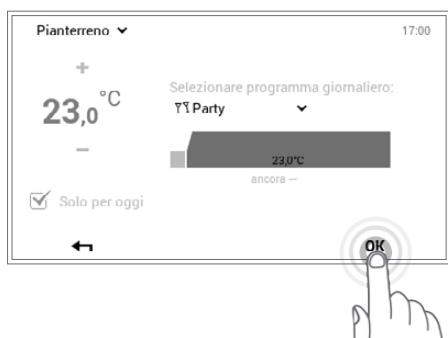 Pianterreno
17:00
+
23,0°C
−
Selezionare programma giornaliero:
Party
23,0°C
ancora --
Solo per oggi
OK